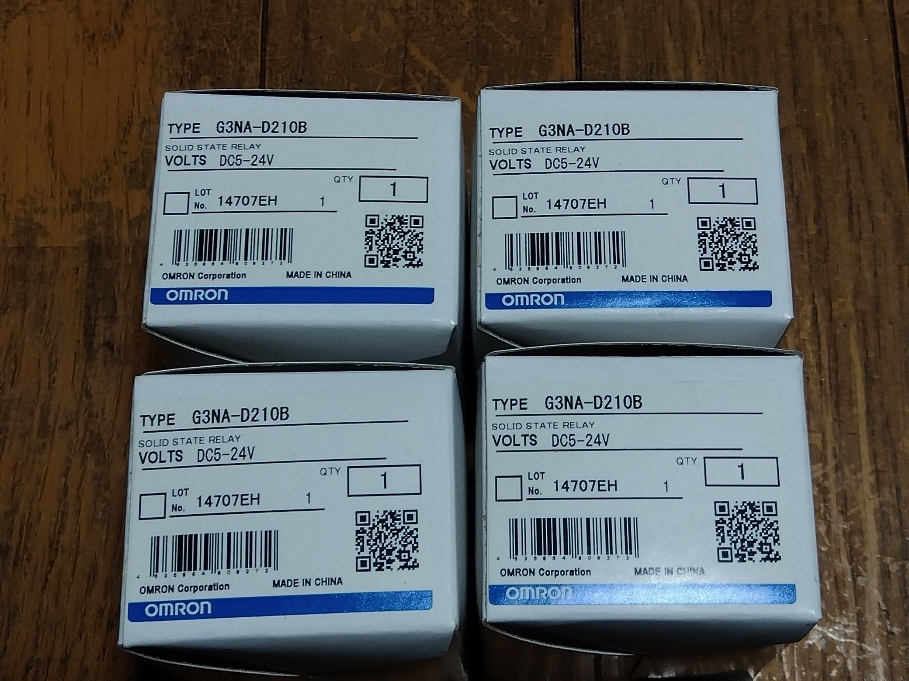 TYPE G3NA-D210B
SOLID STATE RELAY
VOLTS DC5-24V
QTY 1
LOT No. 14707EH 1
4 535984 809272
OMRON Corporation MADE IN CHINA
OMRON
TYPE G3NA-D210B
SOLID STATE RELAY
VOLTS DC5-24V
QTY 1
LOT No. 14707EH 1
OMRON Corporation MADE IN CHINA
OMRON
TYPE G3NA-D210B
SOLID STATE RELAY
VOLTS DC5-24V
QTY 1
LOT No. 14707EH 1
OMRON Corporation MADE IN CHINA
OMRON
TYPE G3NA-D210B
SOLID STATE RELAY
VOLTS DC5-24V
QTY 1
LOT No. 14707EH 1
OMRON Corporation MADE IN CHINA
OMRON